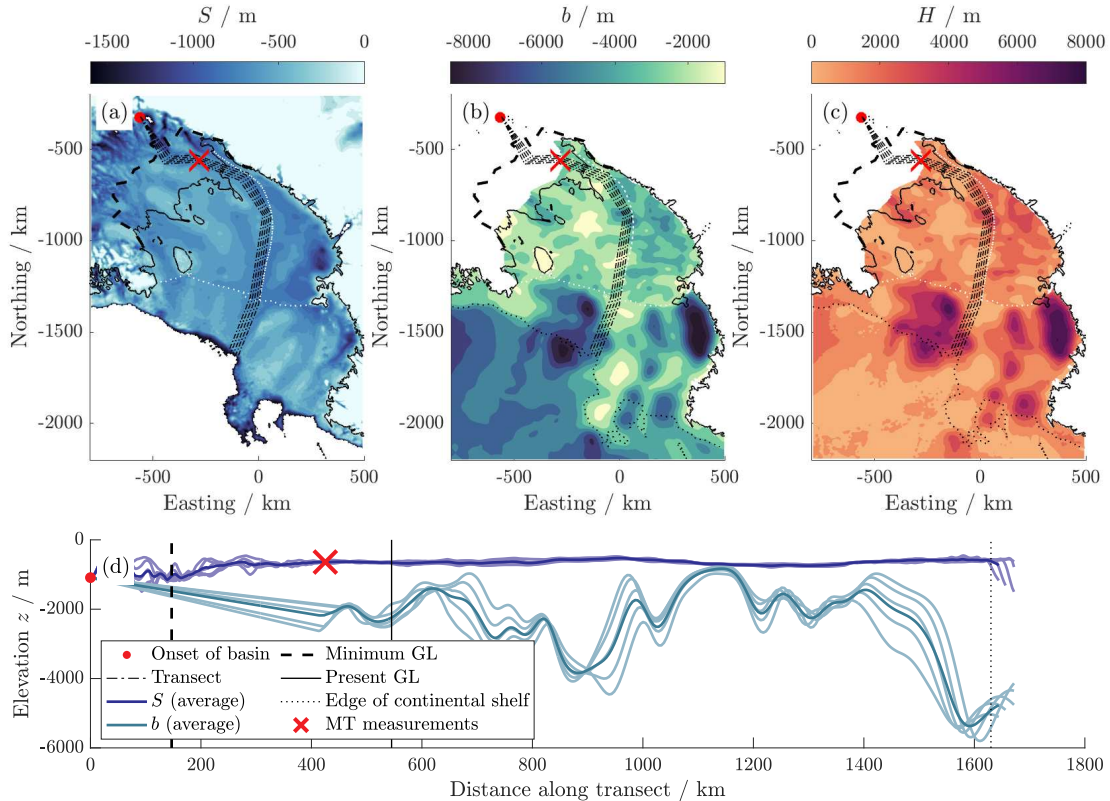 S / m
b / m
H / m
-1500 -1000 -500 0
-8000 -6000 -4000 -2000
0 2000 4000 6000 8000
(a)
(b)
(c)
-500
-1000
-1500
-2000
Northing / km
-500
-1000
-1500
-2000
Northing / km
-500
-1000
-1500
-2000
Northing / km
-500 0 500
-500 0 500
-500 0 500
Easting / km
Easting / km
Easting / km
(d)
0
-2000
-4000
-6000
Elevation z / m
Onset of basin
Transect
S (average)
b (average)
Minimum GL
Present GL
Edge of continental shelf
MT measurements
0 200 400 600 800 1000 1200 1400 1600 1800
Distance along transect / km